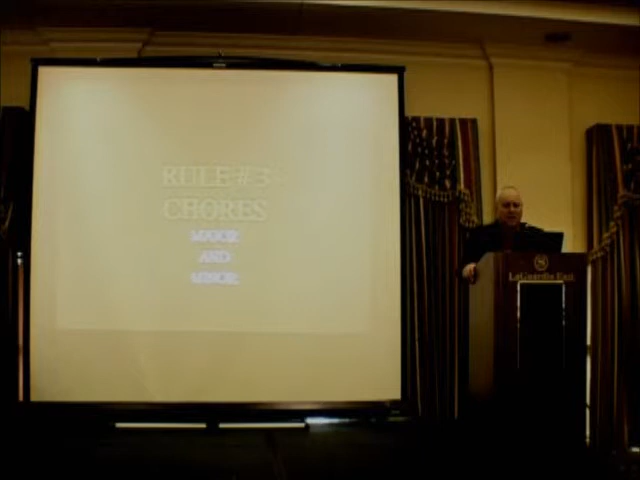 RULE #3
CHORES
MAJOR
AND
MINOR
LaGuardia East